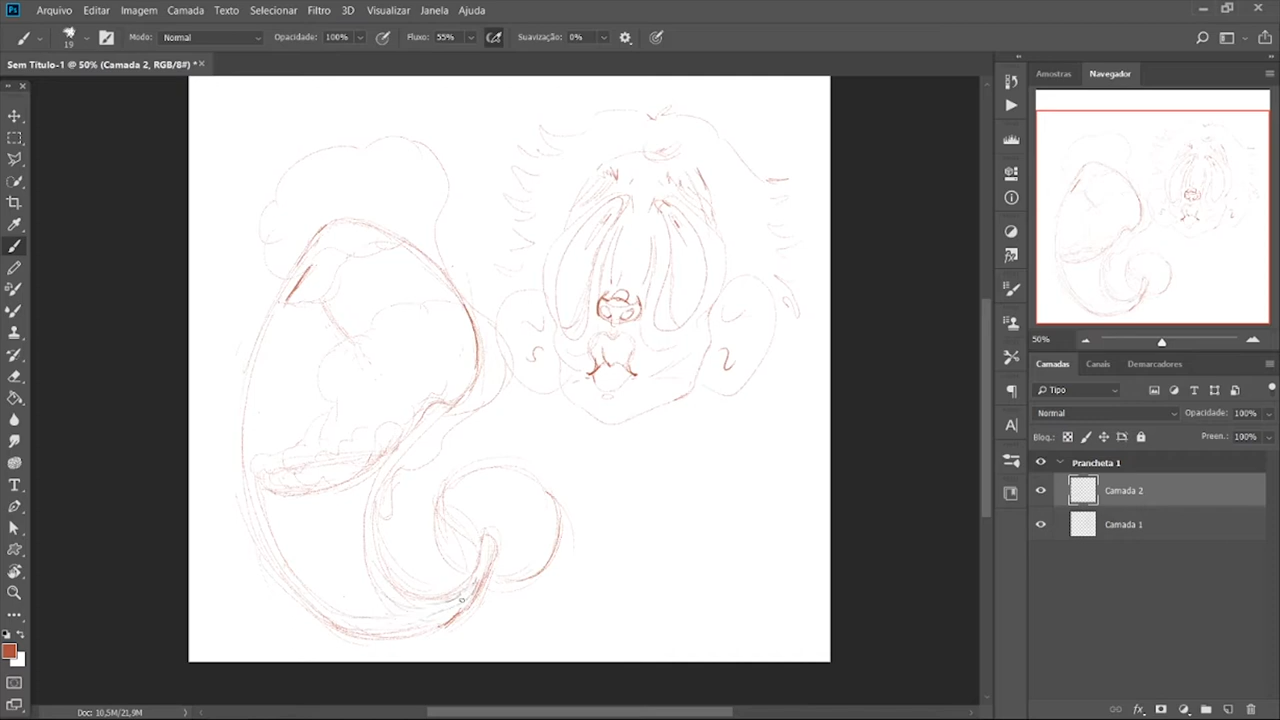 Ps Arquivo Editar Imagem Camada Texto Selecionar Filtro 3D Visualizar Janela Ajuda
19 Modo: Normal Opacidade: 100% Fluxo: 55% Suavização: 0%
Sem Título-1 @ 50% (Camada 2, RGB/8#) *
Amostras Navegador
50%
Camadas Canais Demarcadores
Tipo
Normal Opacidade: 100%
Bloq.: Preen.: 100%
Prancheta 1
Camada 2
Camada 1
Doc: 10,5M/21,9M